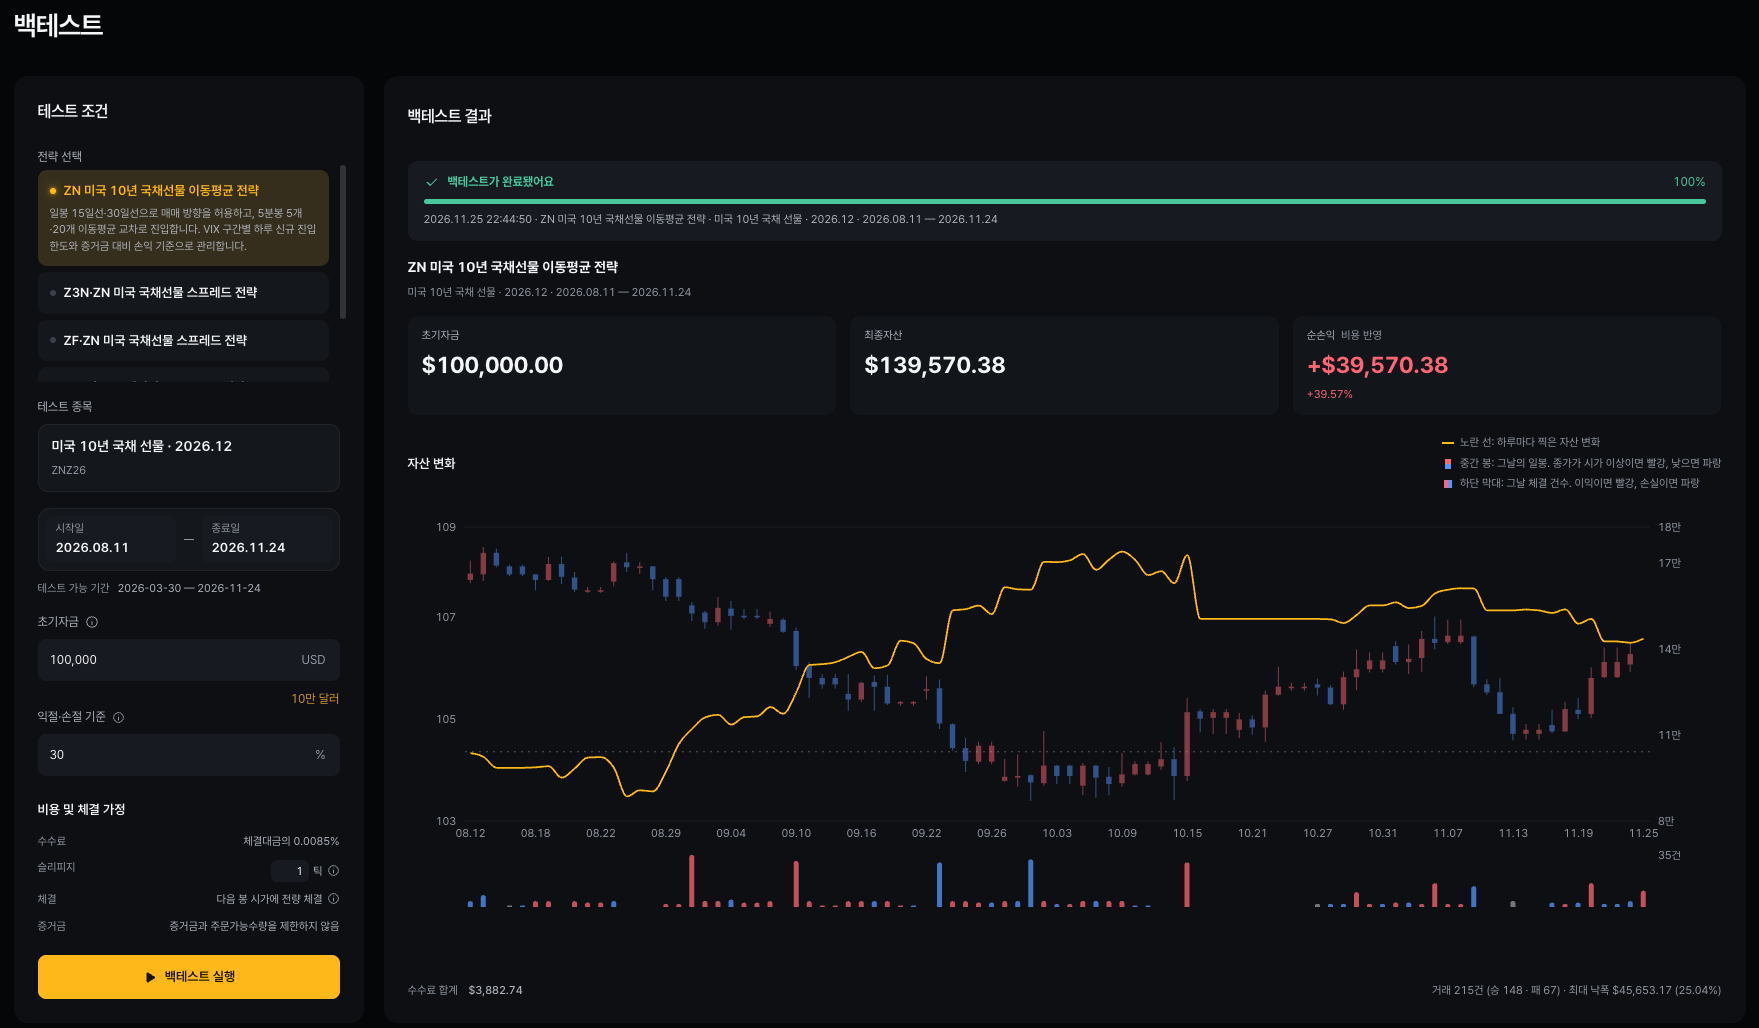 백테스트
테스트 조건
전략 선택
ZN 미국 10년 국채선물 이동평균 전략
일봉 15일선·30일선으로 매매 방향을 허용하고, 5분봉 5개
·20개 이동평균 교차로 진입합니다. VIX 구간별 하루 신규 진입
한도와 증거금 대비 손익 기준으로 관리합니다.
Z3N·ZN 미국 국채선물 스프레드 전략
ZF·ZN 미국 국채선물 스프레드 전략
테스트 종목
미국 10년 국채 선물 · 2026.12
ZNZ26
시작일
2026.08.11
—
종료일
2026.11.24
테스트 가능 기간 2026-03-30 — 2026-11-24
초기자금
100,000 USD
10만 달러
익절·손절 기준
30 %
비용 및 체결 가정
수수료 체결대금의 0.0085%
슬리피지 1 틱
체결 다음 봉 시가에 전량 체결
증거금 증거금과 주문가능수량을 제한하지 않음
백테스트 실행
백테스트 결과
백테스트가 완료됐어요 100%
2026.11.25 22:44:50 · ZN 미국 10년 국채선물 이동평균 전략 · 미국 10년 국채 선물 · 2026.12 · 2026.08.11 — 2026.11.24
ZN 미국 10년 국채선물 이동평균 전략
미국 10년 국채 선물 · 2026.12 · 2026.08.11 — 2026.11.24
초기자금
$100,000.00
최종자산
$139,570.38
순손익 비용 반영
+$39,570.38
+39.57%
자산 변화
노란 선: 하루마다 찍은 자산 변화
중간 봉: 그날의 일봉. 종가가 시가 이상이면 빨강, 낮으면 파랑
하단 막대: 그날 체결 건수. 이익이면 빨강, 손실이면 파랑
109 18만
17만
107
14만
105
11만
103 8만
08.12 08.18 08.22 08.29 09.04 09.10 09.16 09.22 09.26 10.03 10.09 10.15 10.21 10.27 10.31 11.07 11.13 11.19 11.25
35건
수수료 합계 $3,882.74
거래 215건 (승 148 · 패 67) · 최대 낙폭 $45,653.17 (25.04%)